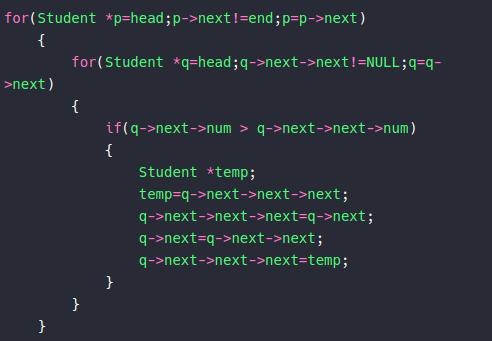 for(Student *p=head;p->next!=end;p=p->next)
    {
        for(Student *q=head;q->next->next!=NULL;q=q-
>next)
        {
            if(q->next->num > q->next->next->num)
            {
                Student *temp;
                temp=q->next->next->next;
                q->next->next->next=q->next;
                q->next=q->next->next;
                q->next->next->next=temp;
            }
        }
    }